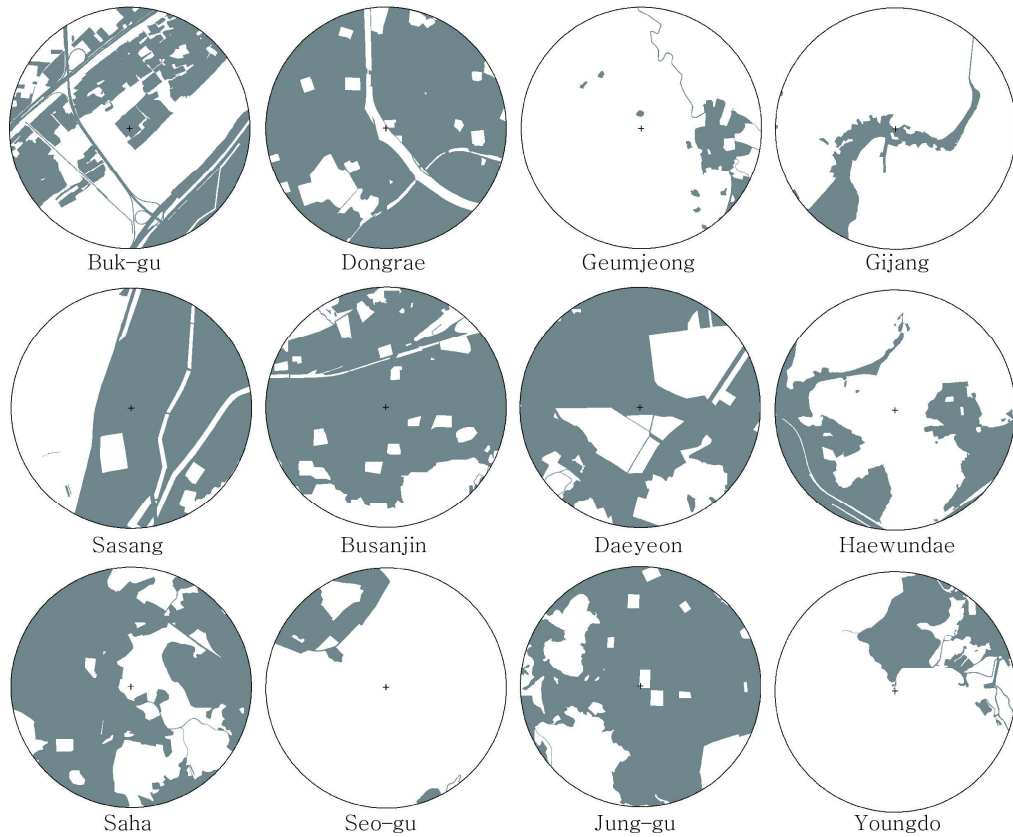 Buk-gu
Dongrae
Geumjeong
Gijang
Sasang
Busanjin
Daeyeon
Haewundae
Saha
Seo-gu
Jung-gu
Youngdo